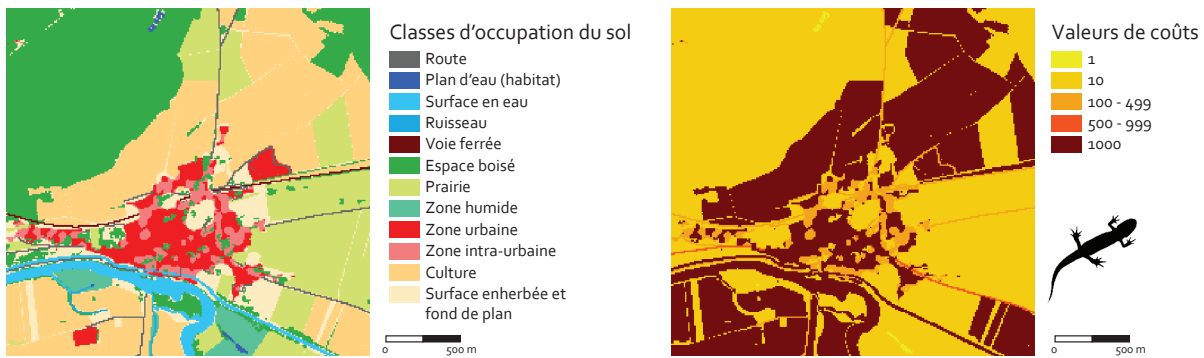 Classes d'occupation du sol
Route
Plan d'eau (habitat)
Surface en eau
Ruisseau
Voie ferrée
Espace boisé
Prairie
Zone humide
Zone urbaine
Zone intra-urbaine
Culture
Surface enherbée et
fond de plan
0 500 m
Valeurs de coûts
1
10
100 - 499
500 - 999
1000
0 500 m